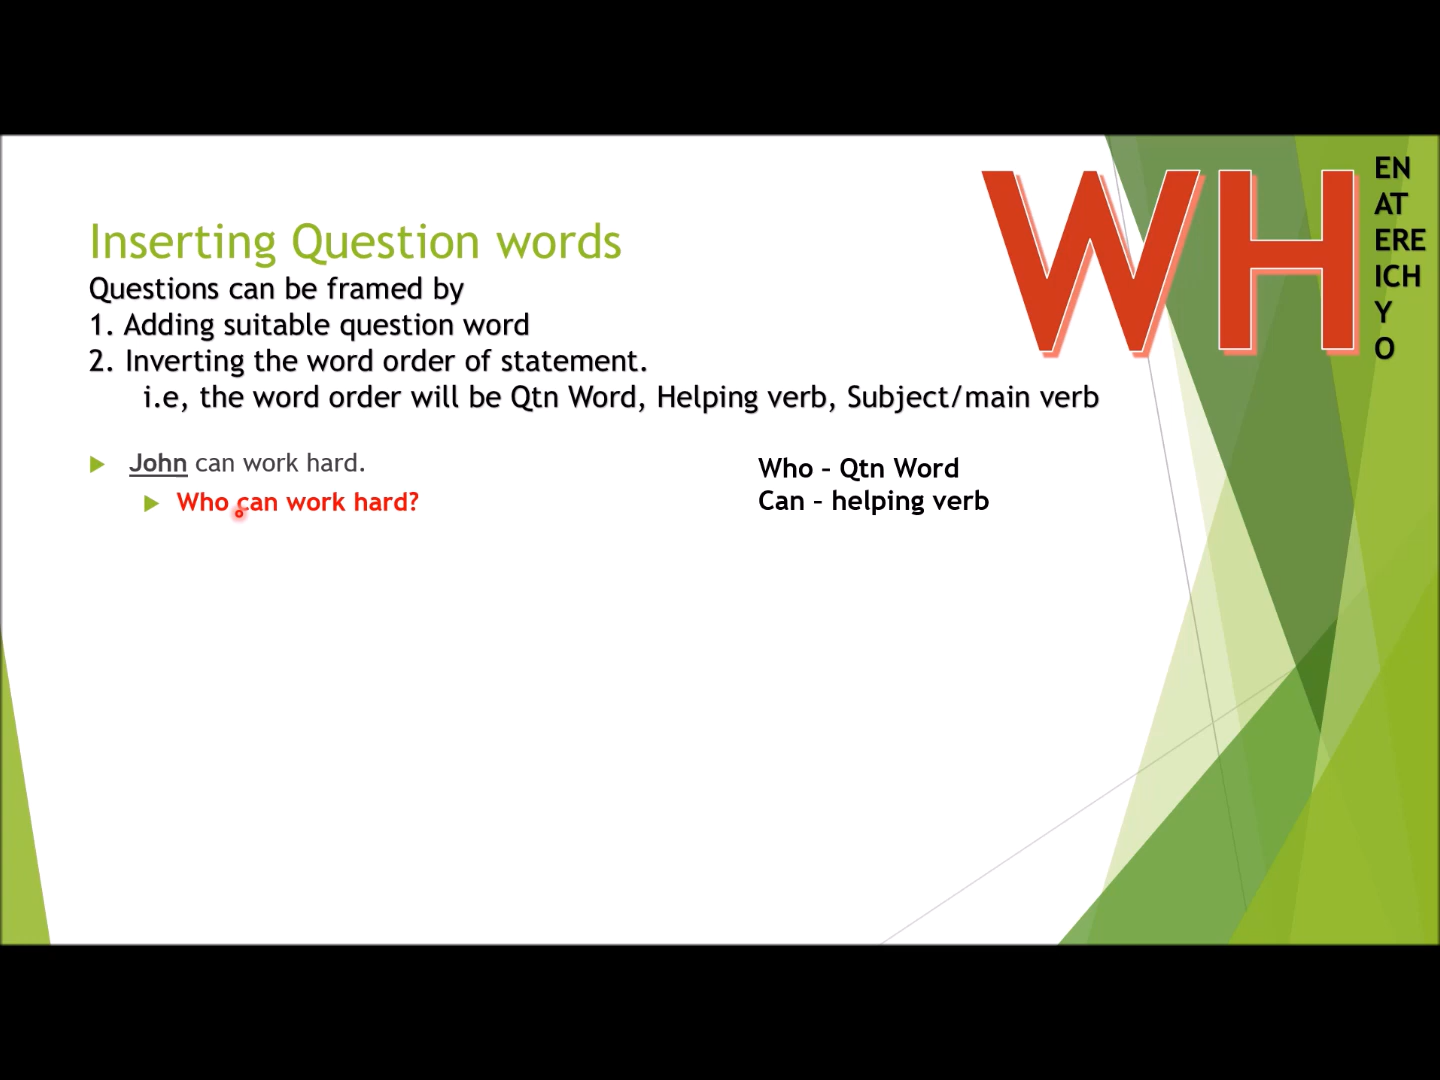 Inserting Question words
Questions can be framed by
1. Adding suitable question word
2. Inverting the word order of statement.
i.e, the word order will be Qtn Word, Helping verb, Subject/main verb
WH
EN
AT
ERE
ICH
Y
O
John can work hard.
Who can work hard?
Who – Qtn Word
Can – helping verb